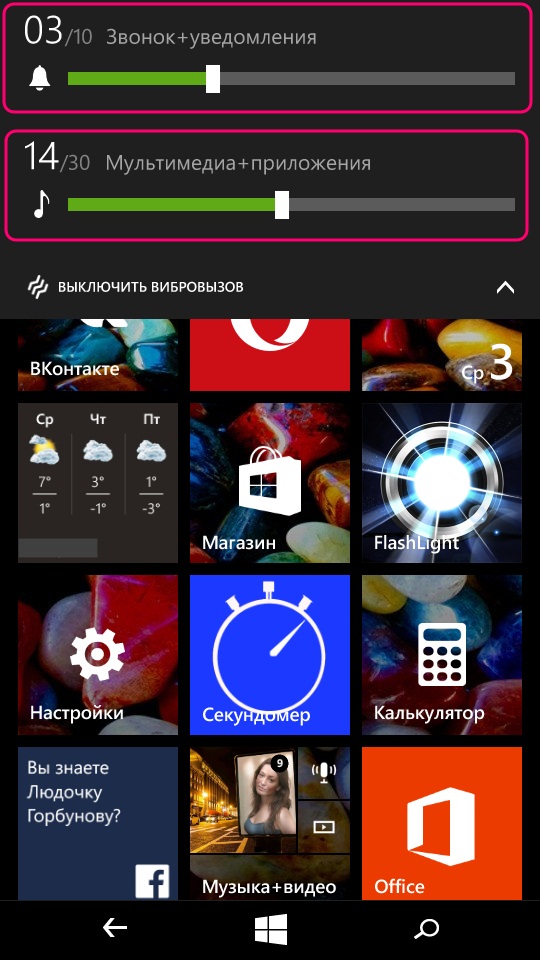 03/10 Звонок+уведомления
14/30 Мультимедиа+приложения
ВЫКЛЮЧИТЬ ВИБРОВЫЗОВ
ВКонтакте
Ср 3
Ср Чт Пт
7° 3° 1°
1° -1° -3°
Магазин
FlashLight
Настройки
Секундомер
Калькулятор
Вы знаете
Людочку
Горбунову?
9
Музыка+видео
Office